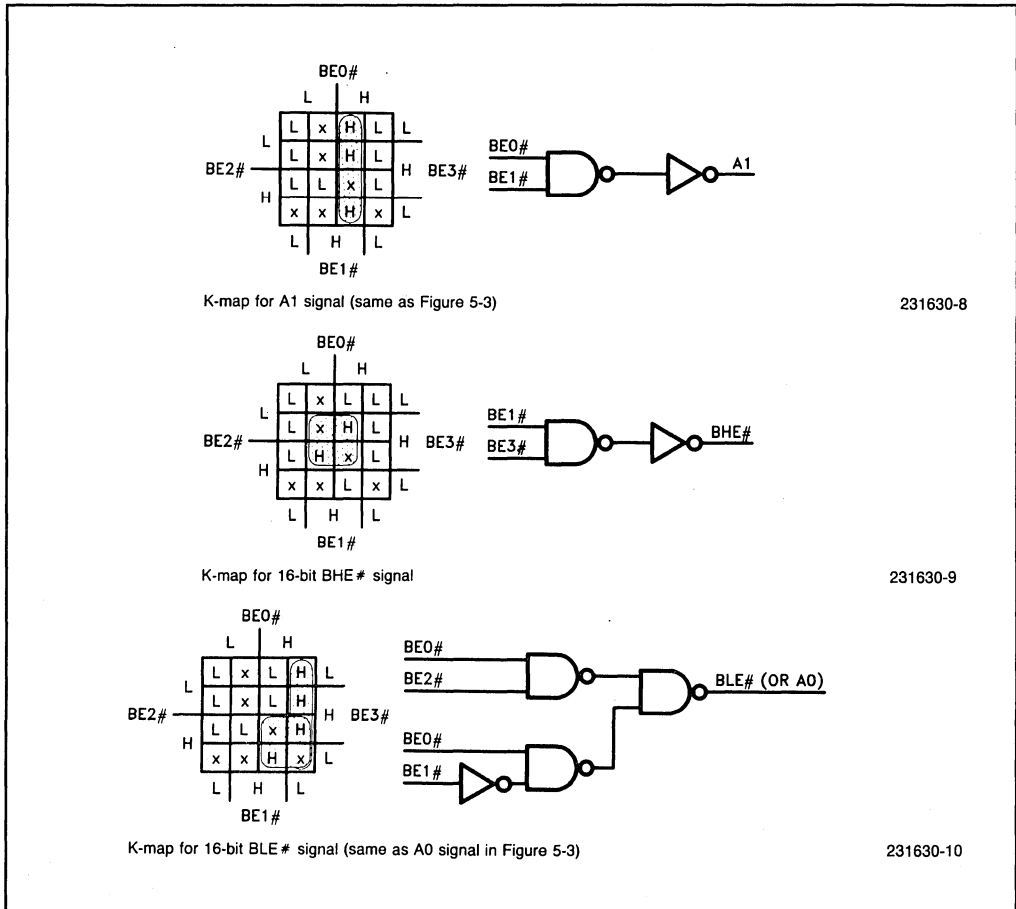 BE0#
L H
L x H L L
L
L x H L
BE2# H BE3#
L L x L
H
x x H x L
L H L
BE1#
BE0#
BE1#
A1
K-map for A1 signal (same as Figure 5-3)
231630-8
BE0#
L H
L x L L L
L
L x H L
BE2# H BE3#
L H x L
H
x x L x L
L H L
BE1#
BE1#
BE3#
BHE#
K-map for 16-bit BHE# signal
231630-9
BE0#
L H
L x L H L
L
L x L H
BE2# H BE3#
L L x H
H
x x H x L
L H L
BE1#
BE0#
BE2#
BE0#
BE1#
BLE# (OR A0)
K-map for 16-bit BLE# signal (same as A0 signal in Figure 5-3)
231630-10